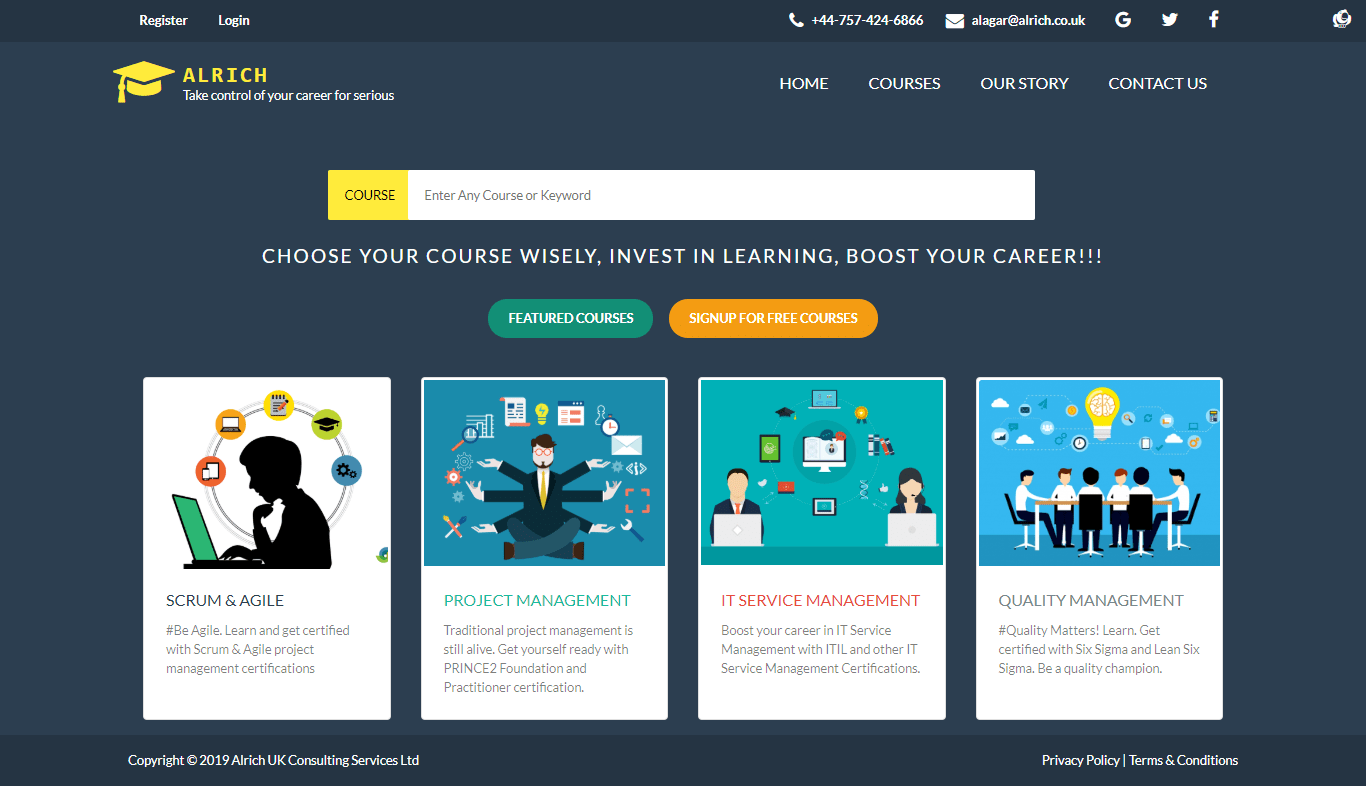 Register Login +44-757-424-6866 alagar@alrich.co.uk
ALRICH
Take control of your career for serious
HOME COURSES OUR STORY CONTACT US
COURSE Enter Any Course or Keyword
CHOOSE YOUR COURSE WISELY, INVEST IN LEARNING, BOOST YOUR CAREER!!!
FEATURED COURSES SIGNUP FOR FREE COURSES
SCRUM & AGILE
#Be Agile. Learn and get certified
with Scrum & Agile project
management certifications
PROJECT MANAGEMENT
Traditional project management is
still alive. Get yourself ready with
PRINCE2 Foundation and
Practitioner certification.
IT SERVICE MANAGEMENT
Boost your career in IT Service
Management with ITIL and other IT
Service Management Certifications.
QUALITY MANAGEMENT
#Quality Matters! Learn. Get
certified with Six Sigma and Lean Six
Sigma. Be a quality champion.
Copyright © 2019 Alrich UK Consulting Services Ltd
Privacy Policy | Terms & Conditions